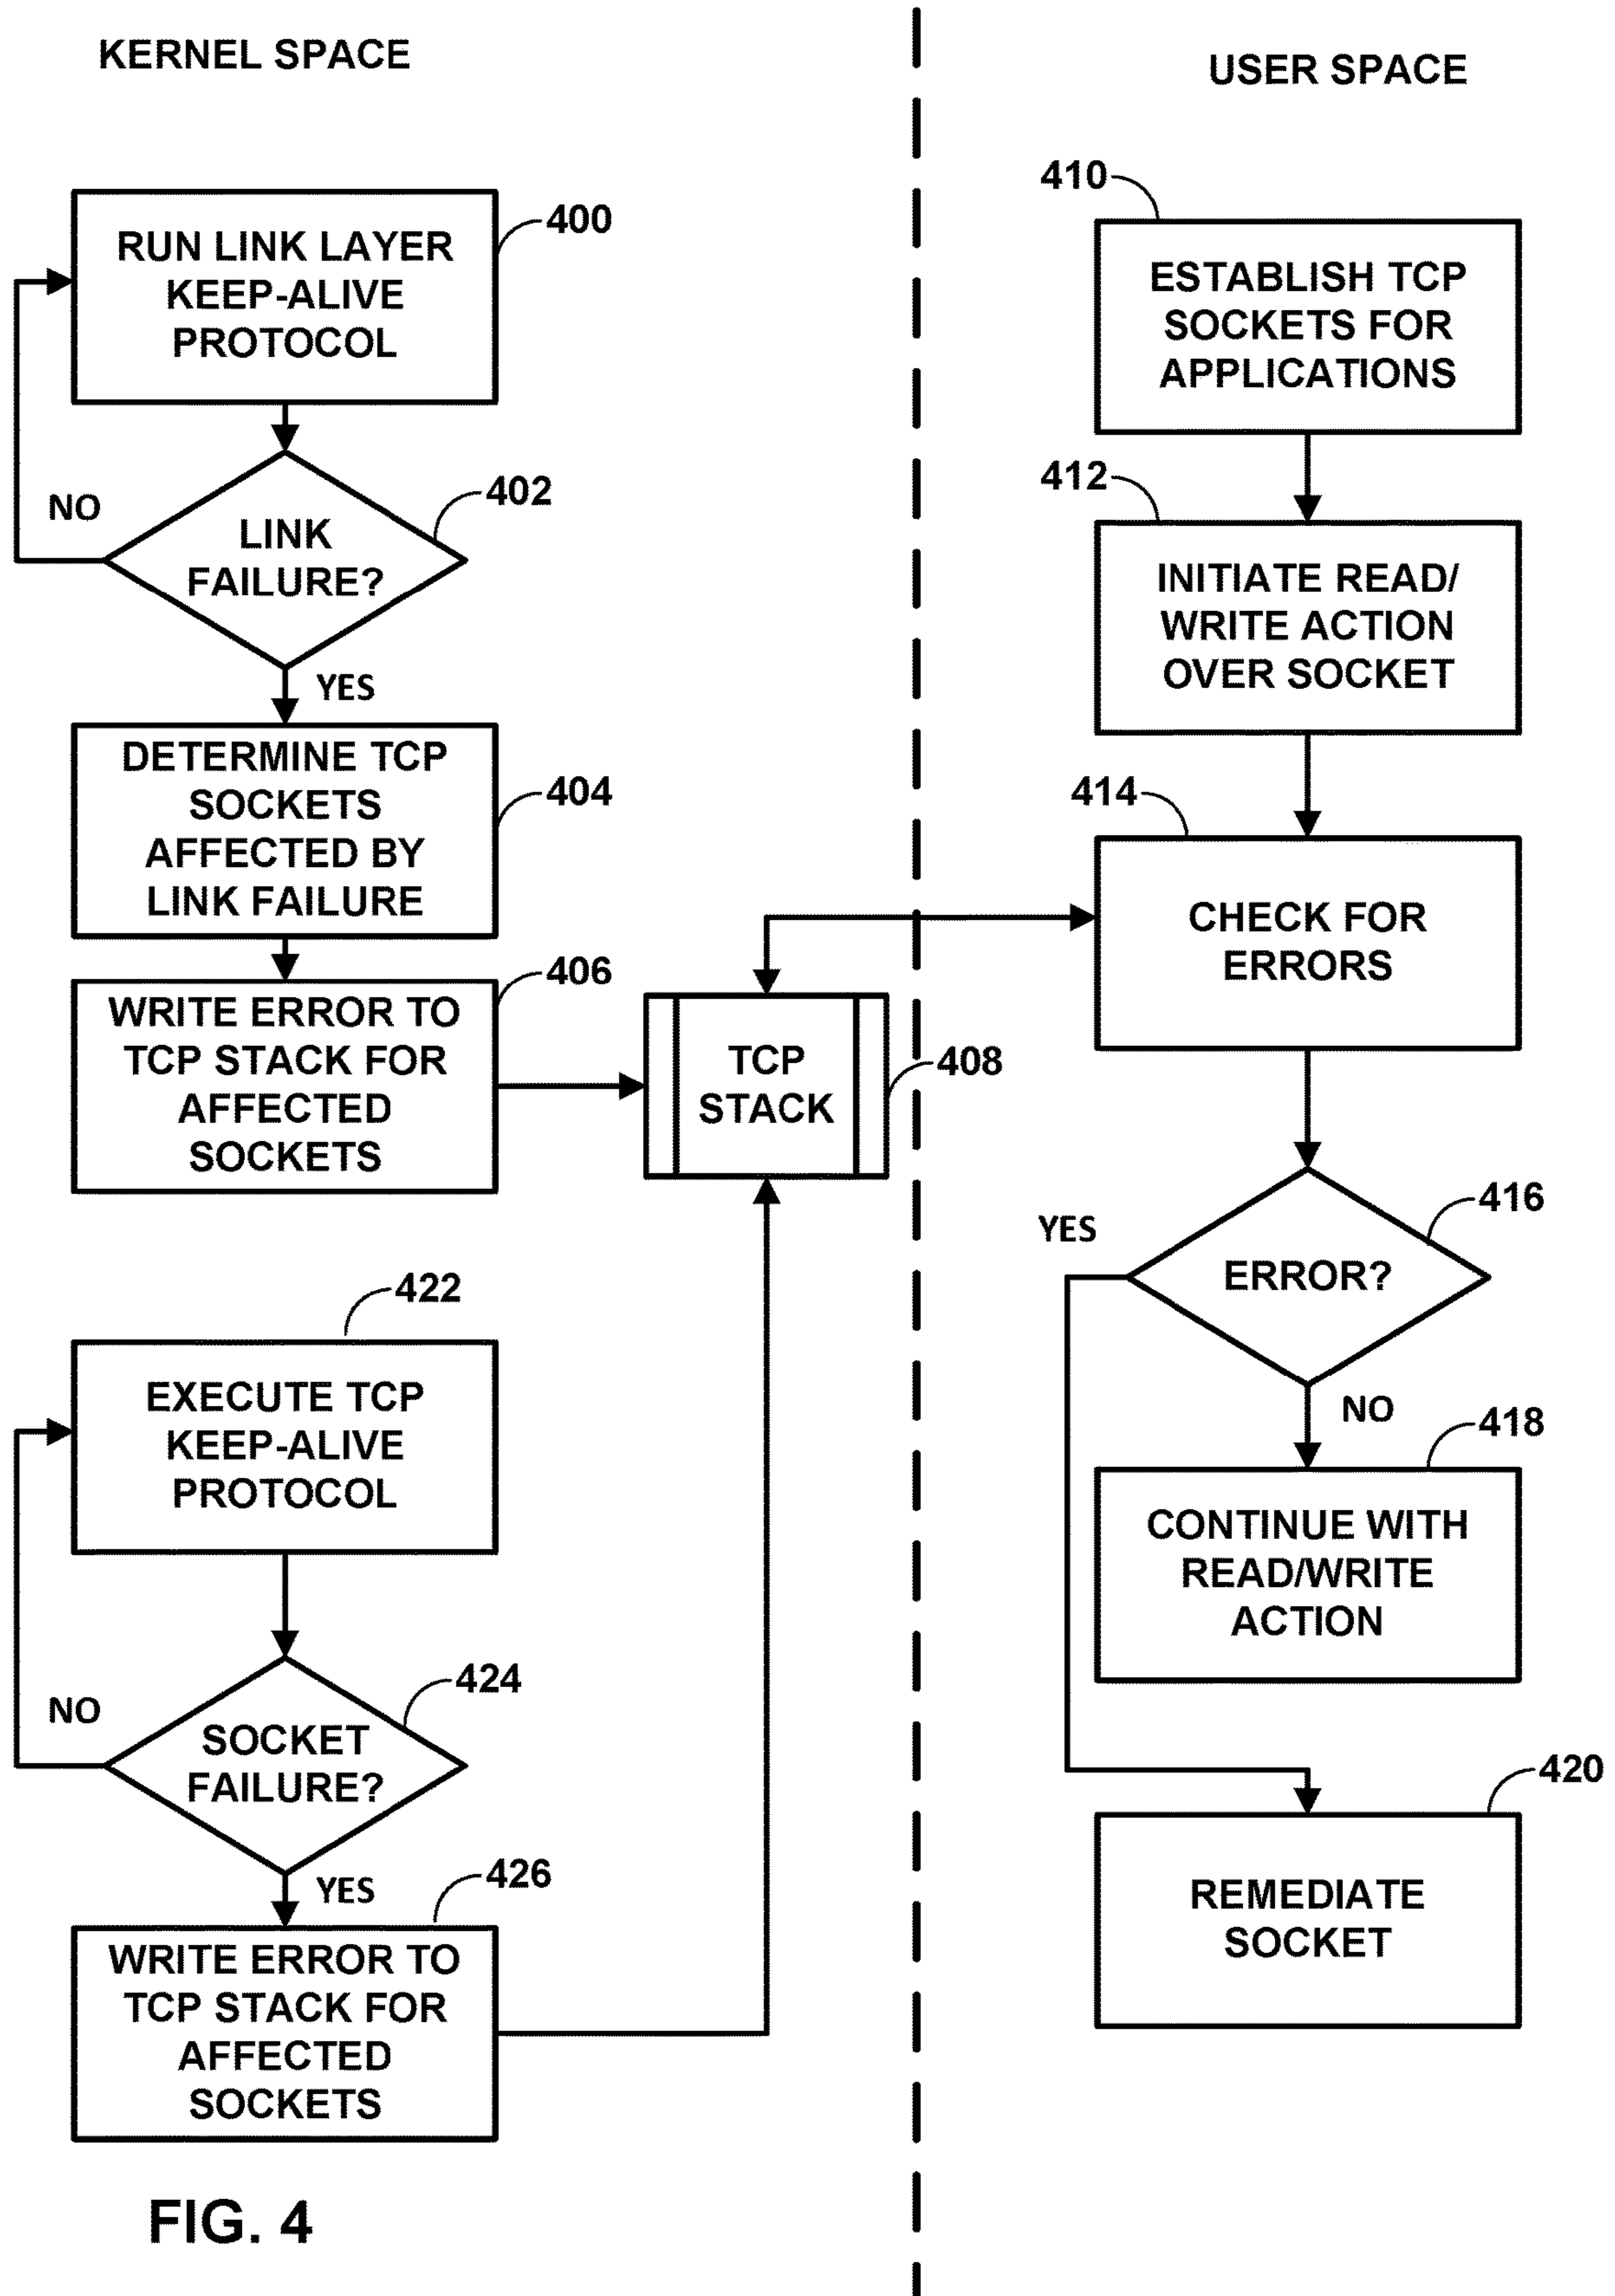 KERNEL SPACE
400
RUN LINK LAYER
KEEP-ALIVE
PROTOCOL
402
NO
LINK
FAILURE?
YES
404
DETERMINE TCP
SOCKETS
AFFECTED BY
LINK FAILURE
406
WRITE ERROR TO
TCP STACK FOR
AFFECTED
SOCKETS
TCP
STACK
408
422
EXECUTE TCP
KEEP-ALIVE
PROTOCOL
424
NO
SOCKET
FAILURE?
YES
426
WRITE ERROR TO
TCP STACK FOR
AFFECTED
SOCKETS
USER SPACE
410
ESTABLISH TCP
SOCKETS FOR
APPLICATIONS
412
INITIATE READ/
WRITE ACTION
OVER SOCKET
414
CHECK FOR
ERRORS
416
YES
ERROR?
NO
418
CONTINUE WITH
READ/WRITE
ACTION
420
REMEDIATE
SOCKET
FIG. 4